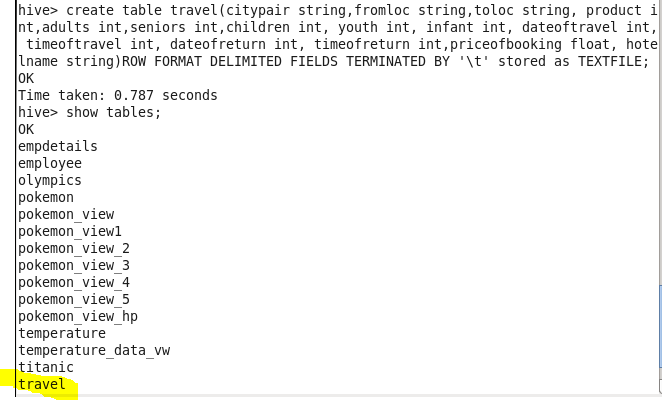 hive> create table travel(citypair string,fromloc string,toloc string, product i
nt,adults int,seniors int,children int, youth int, infant int, dateoftravel int,
 timeoftravel int, dateofreturn int, timeofreturn int,priceofbooking float, hote
lname string)ROW FORMAT DELIMITED FIELDS TERMINATED BY '\t' stored as TEXTFILE;
OK
Time taken: 0.787 seconds
hive> show tables;
OK
empdetails
employee
olympics
pokemon
pokemon_view
pokemon_view1
pokemon_view_2
pokemon_view_3
pokemon_view_4
pokemon_view_5
pokemon_view_hp
temperature
temperature_data_vw
titanic
travel